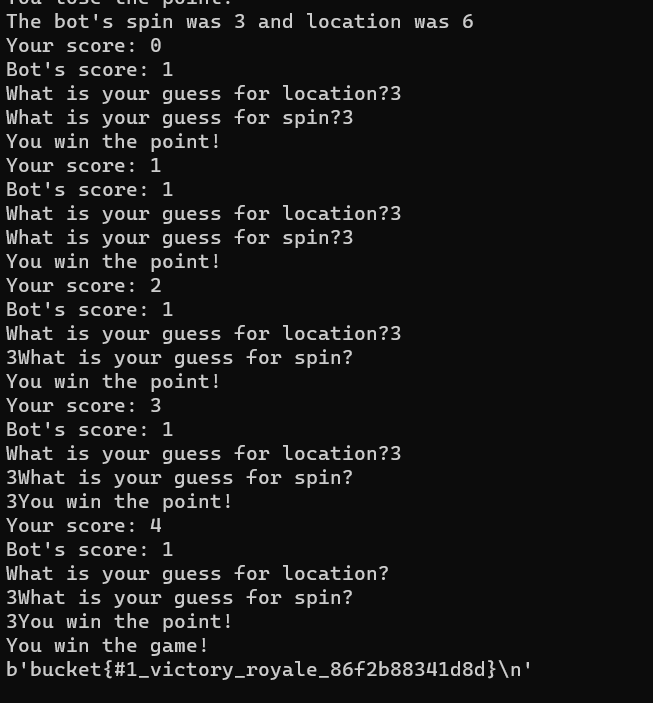 You lose the point!
The bot's spin was 3 and location was 6
Your score: 0
Bot's score: 1
What is your guess for location?3
What is your guess for spin?3
You win the point!
Your score: 1
Bot's score: 1
What is your guess for location?3
What is your guess for spin?3
You win the point!
Your score: 2
Bot's score: 1
What is your guess for location?3
3What is your guess for spin?
You win the point!
Your score: 3
Bot's score: 1
What is your guess for location?3
3What is your guess for spin?
3You win the point!
Your score: 4
Bot's score: 1
What is your guess for location?
3What is your guess for spin?
3You win the point!
You win the game!
b'bucket{#1_victory_royale_86f2b88341d8d}\n'